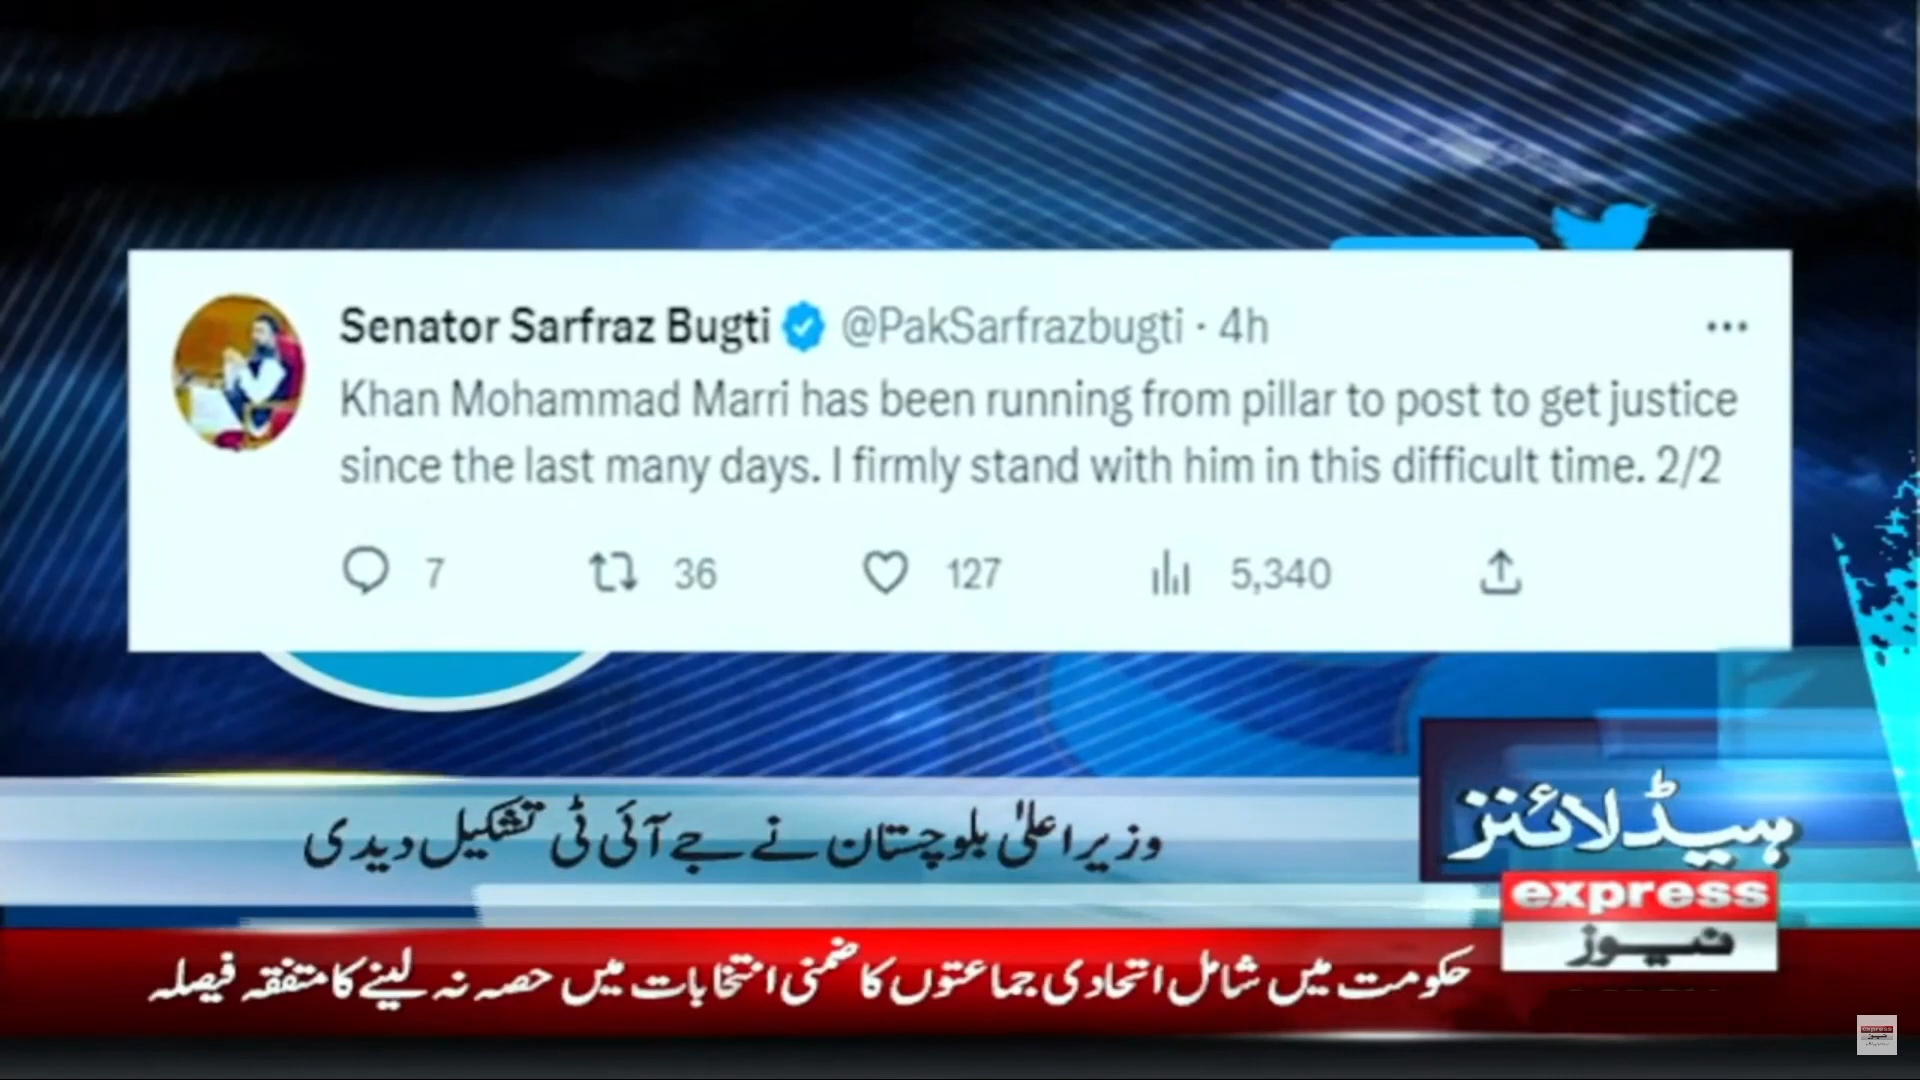 Senator Sarfraz Bugti @PakSarfrazbugti · 4h
Khan Mohammad Marri has been running from pillar to post to get justice
since the last many days. I firmly stand with him in this difficult time. 2/2
7 36 127 5,340
وزیراعلیٰ بلوچستان نے جے آئی ٹی تشکیل دیدی
ہیڈلائنز
express
نیوز
حکومت میں شامل اتحادی جماعتوں کا ضمنی انتخابات میں حصہ نہ لینے کا متفقہ فیصلہ
express